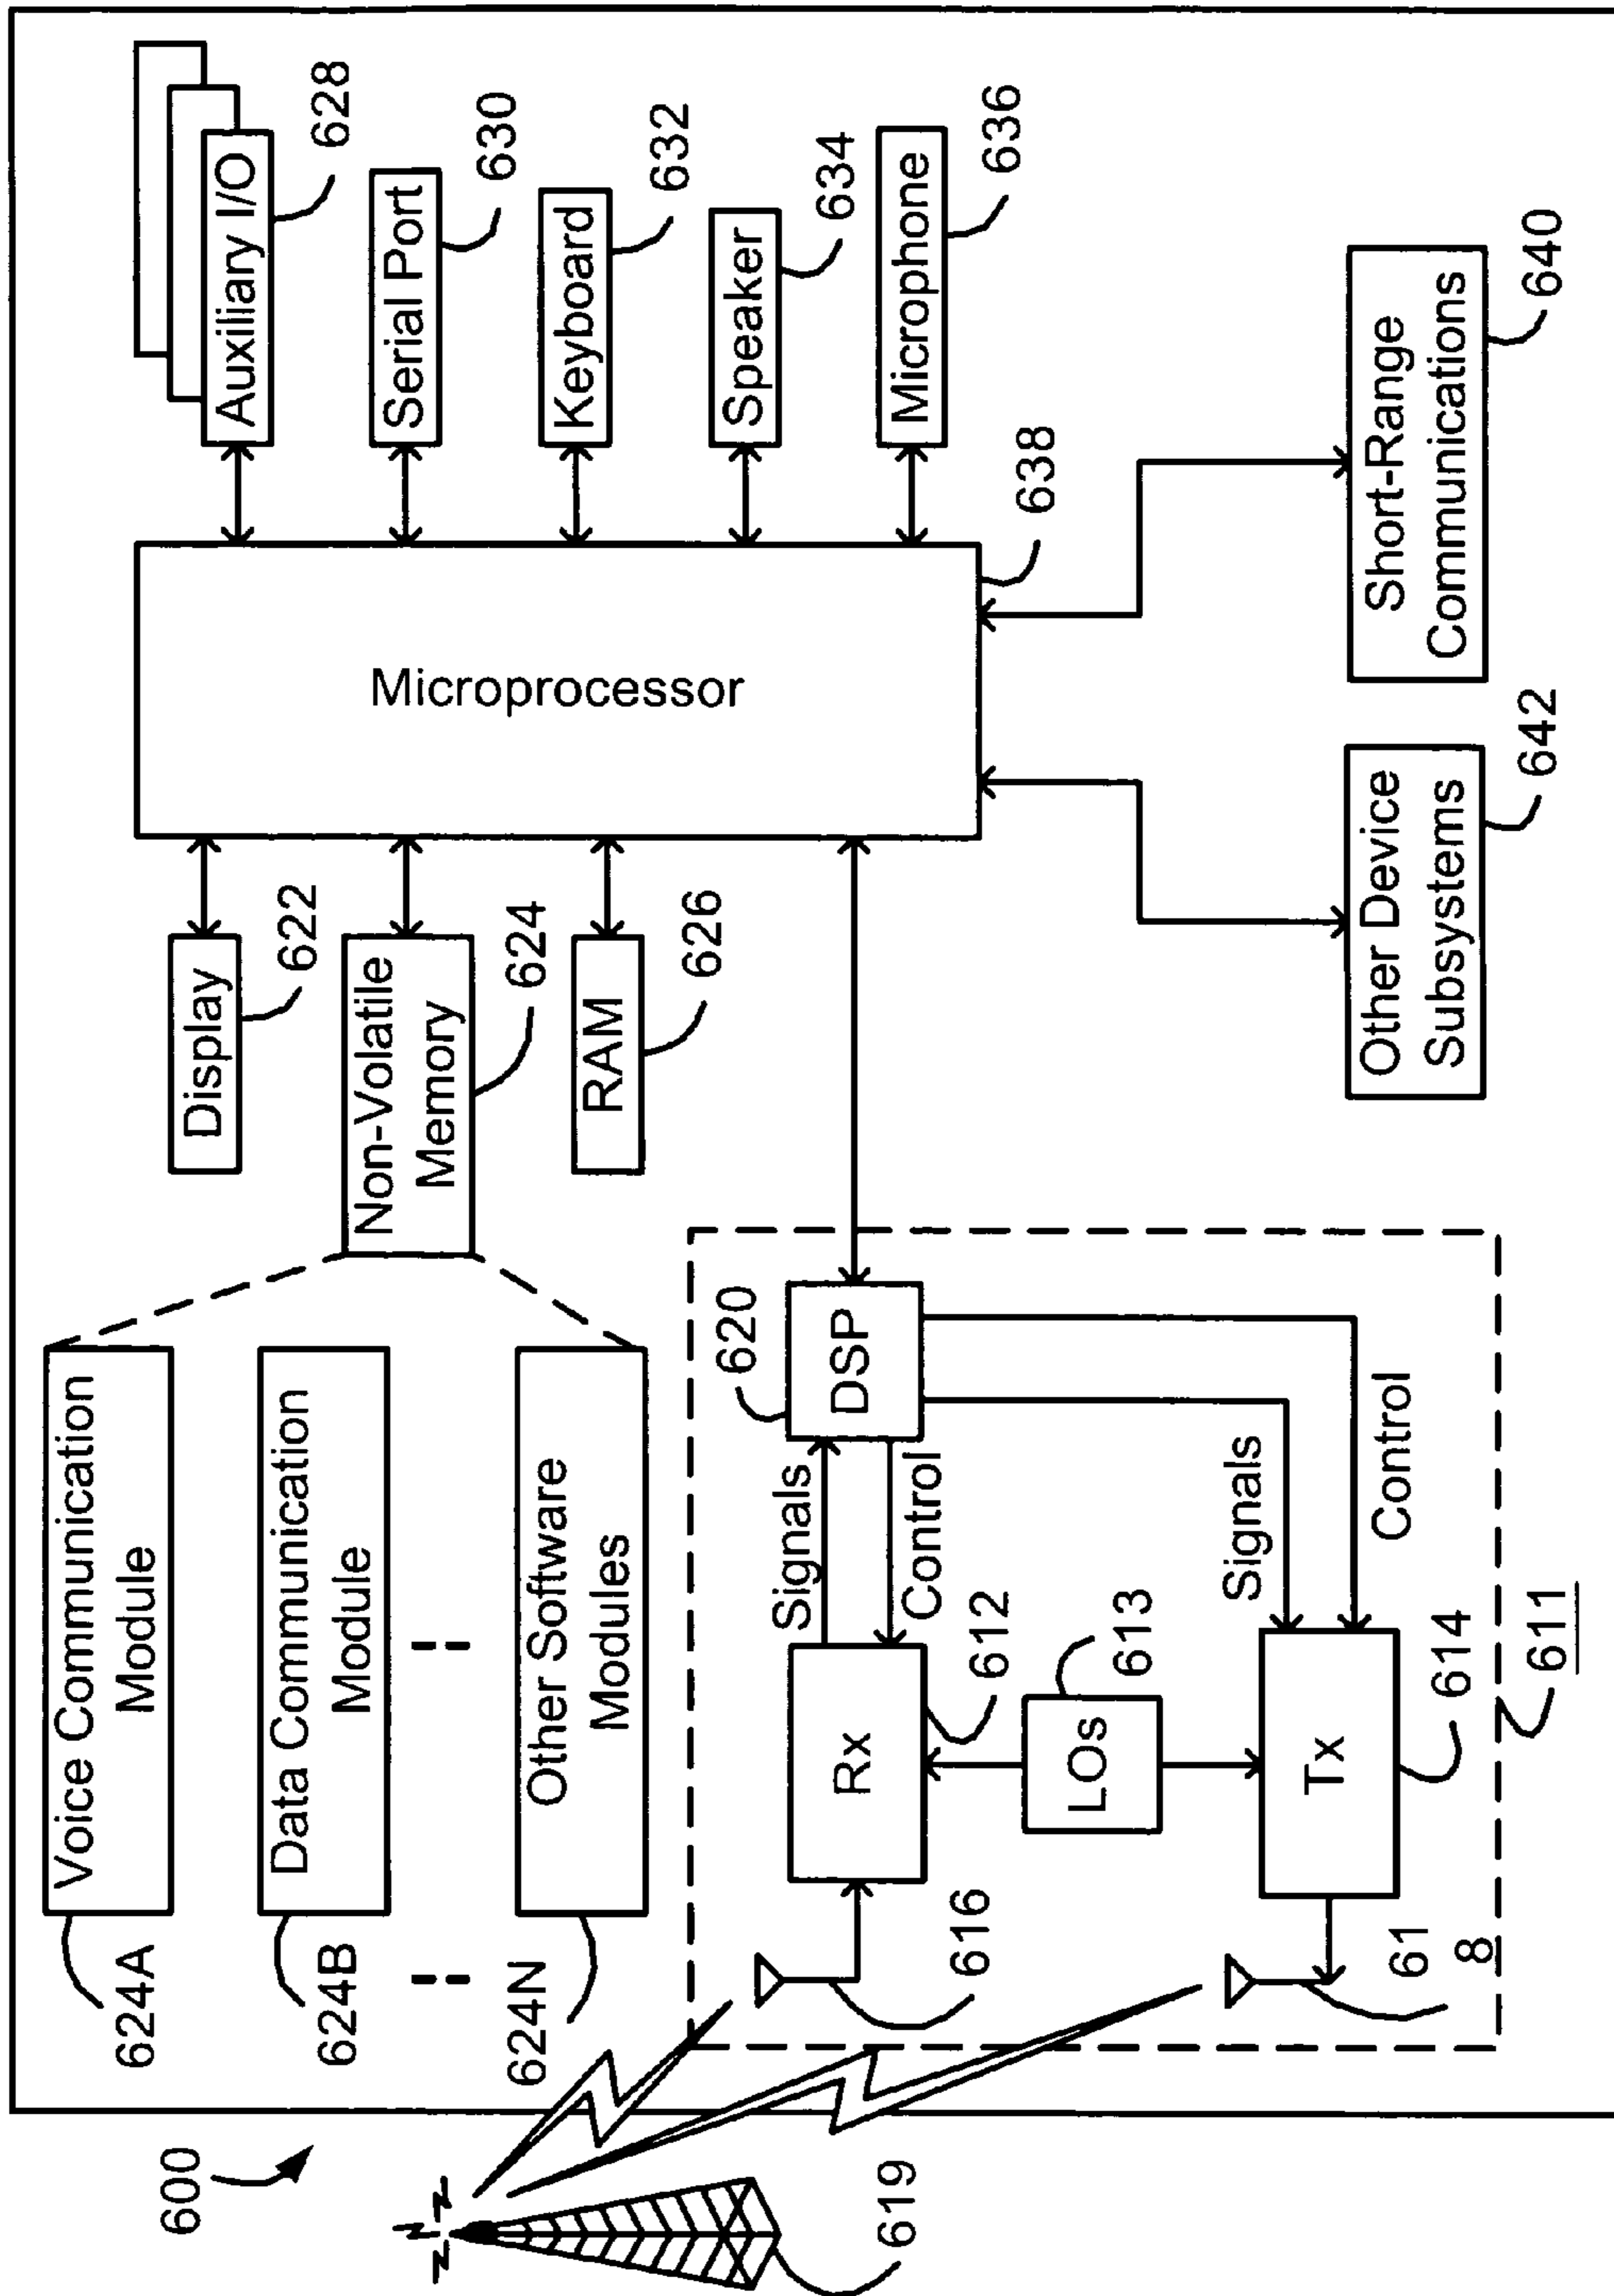 600
619
Voice Communication
Module
624A
Data Communication
Module
624B
Other Software
Modules
624N
Display
622
Non-Volatile
Memory
624
RAM
626
Microprocessor
638
Auxiliary I/O
628
Serial Port
630
Keyboard
632
Speaker
634
Microphone
636
Short-Range
Communications
640
Other Device
Subsystems
642
DSP
620
Signals
Control
Rx
612
LOs
613
Signals
Control
Tx
614
616
61
8
611